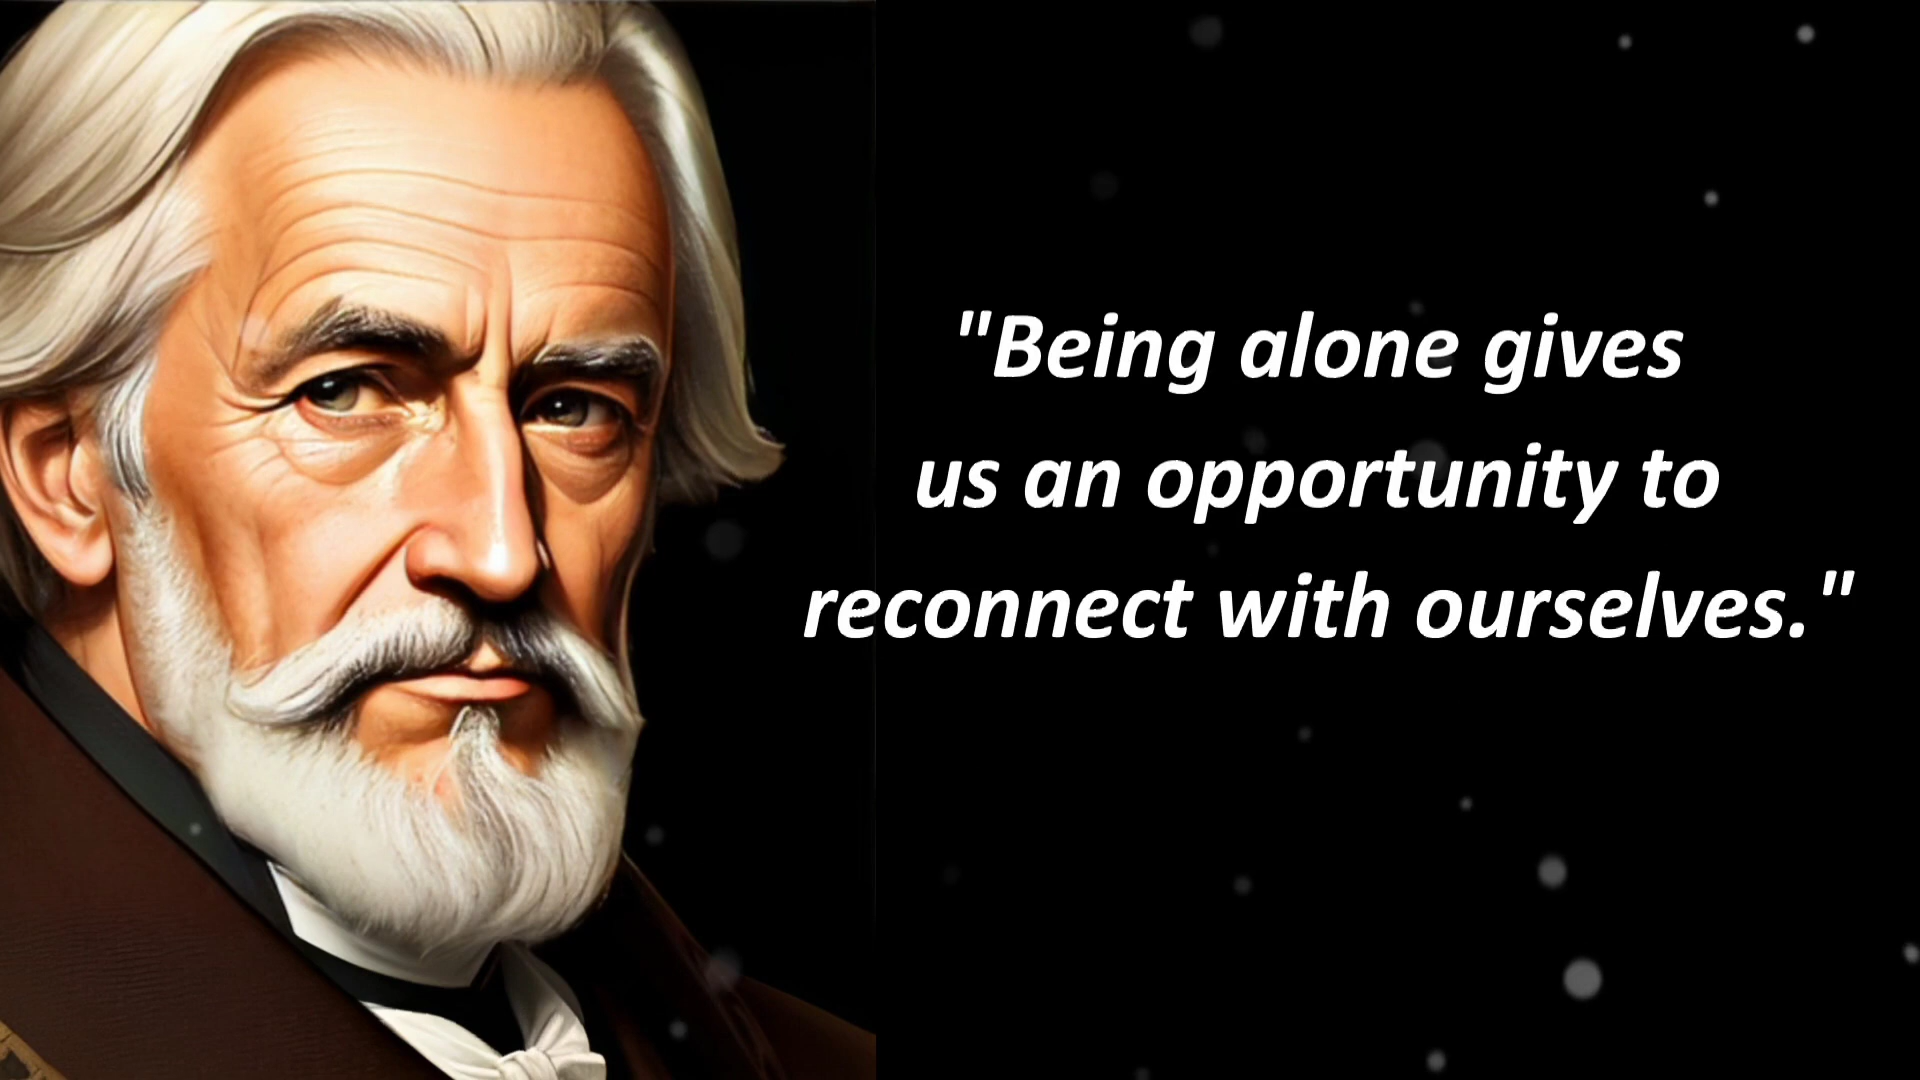 "Being alone gives
us an opportunity to
reconnect with ourselves."